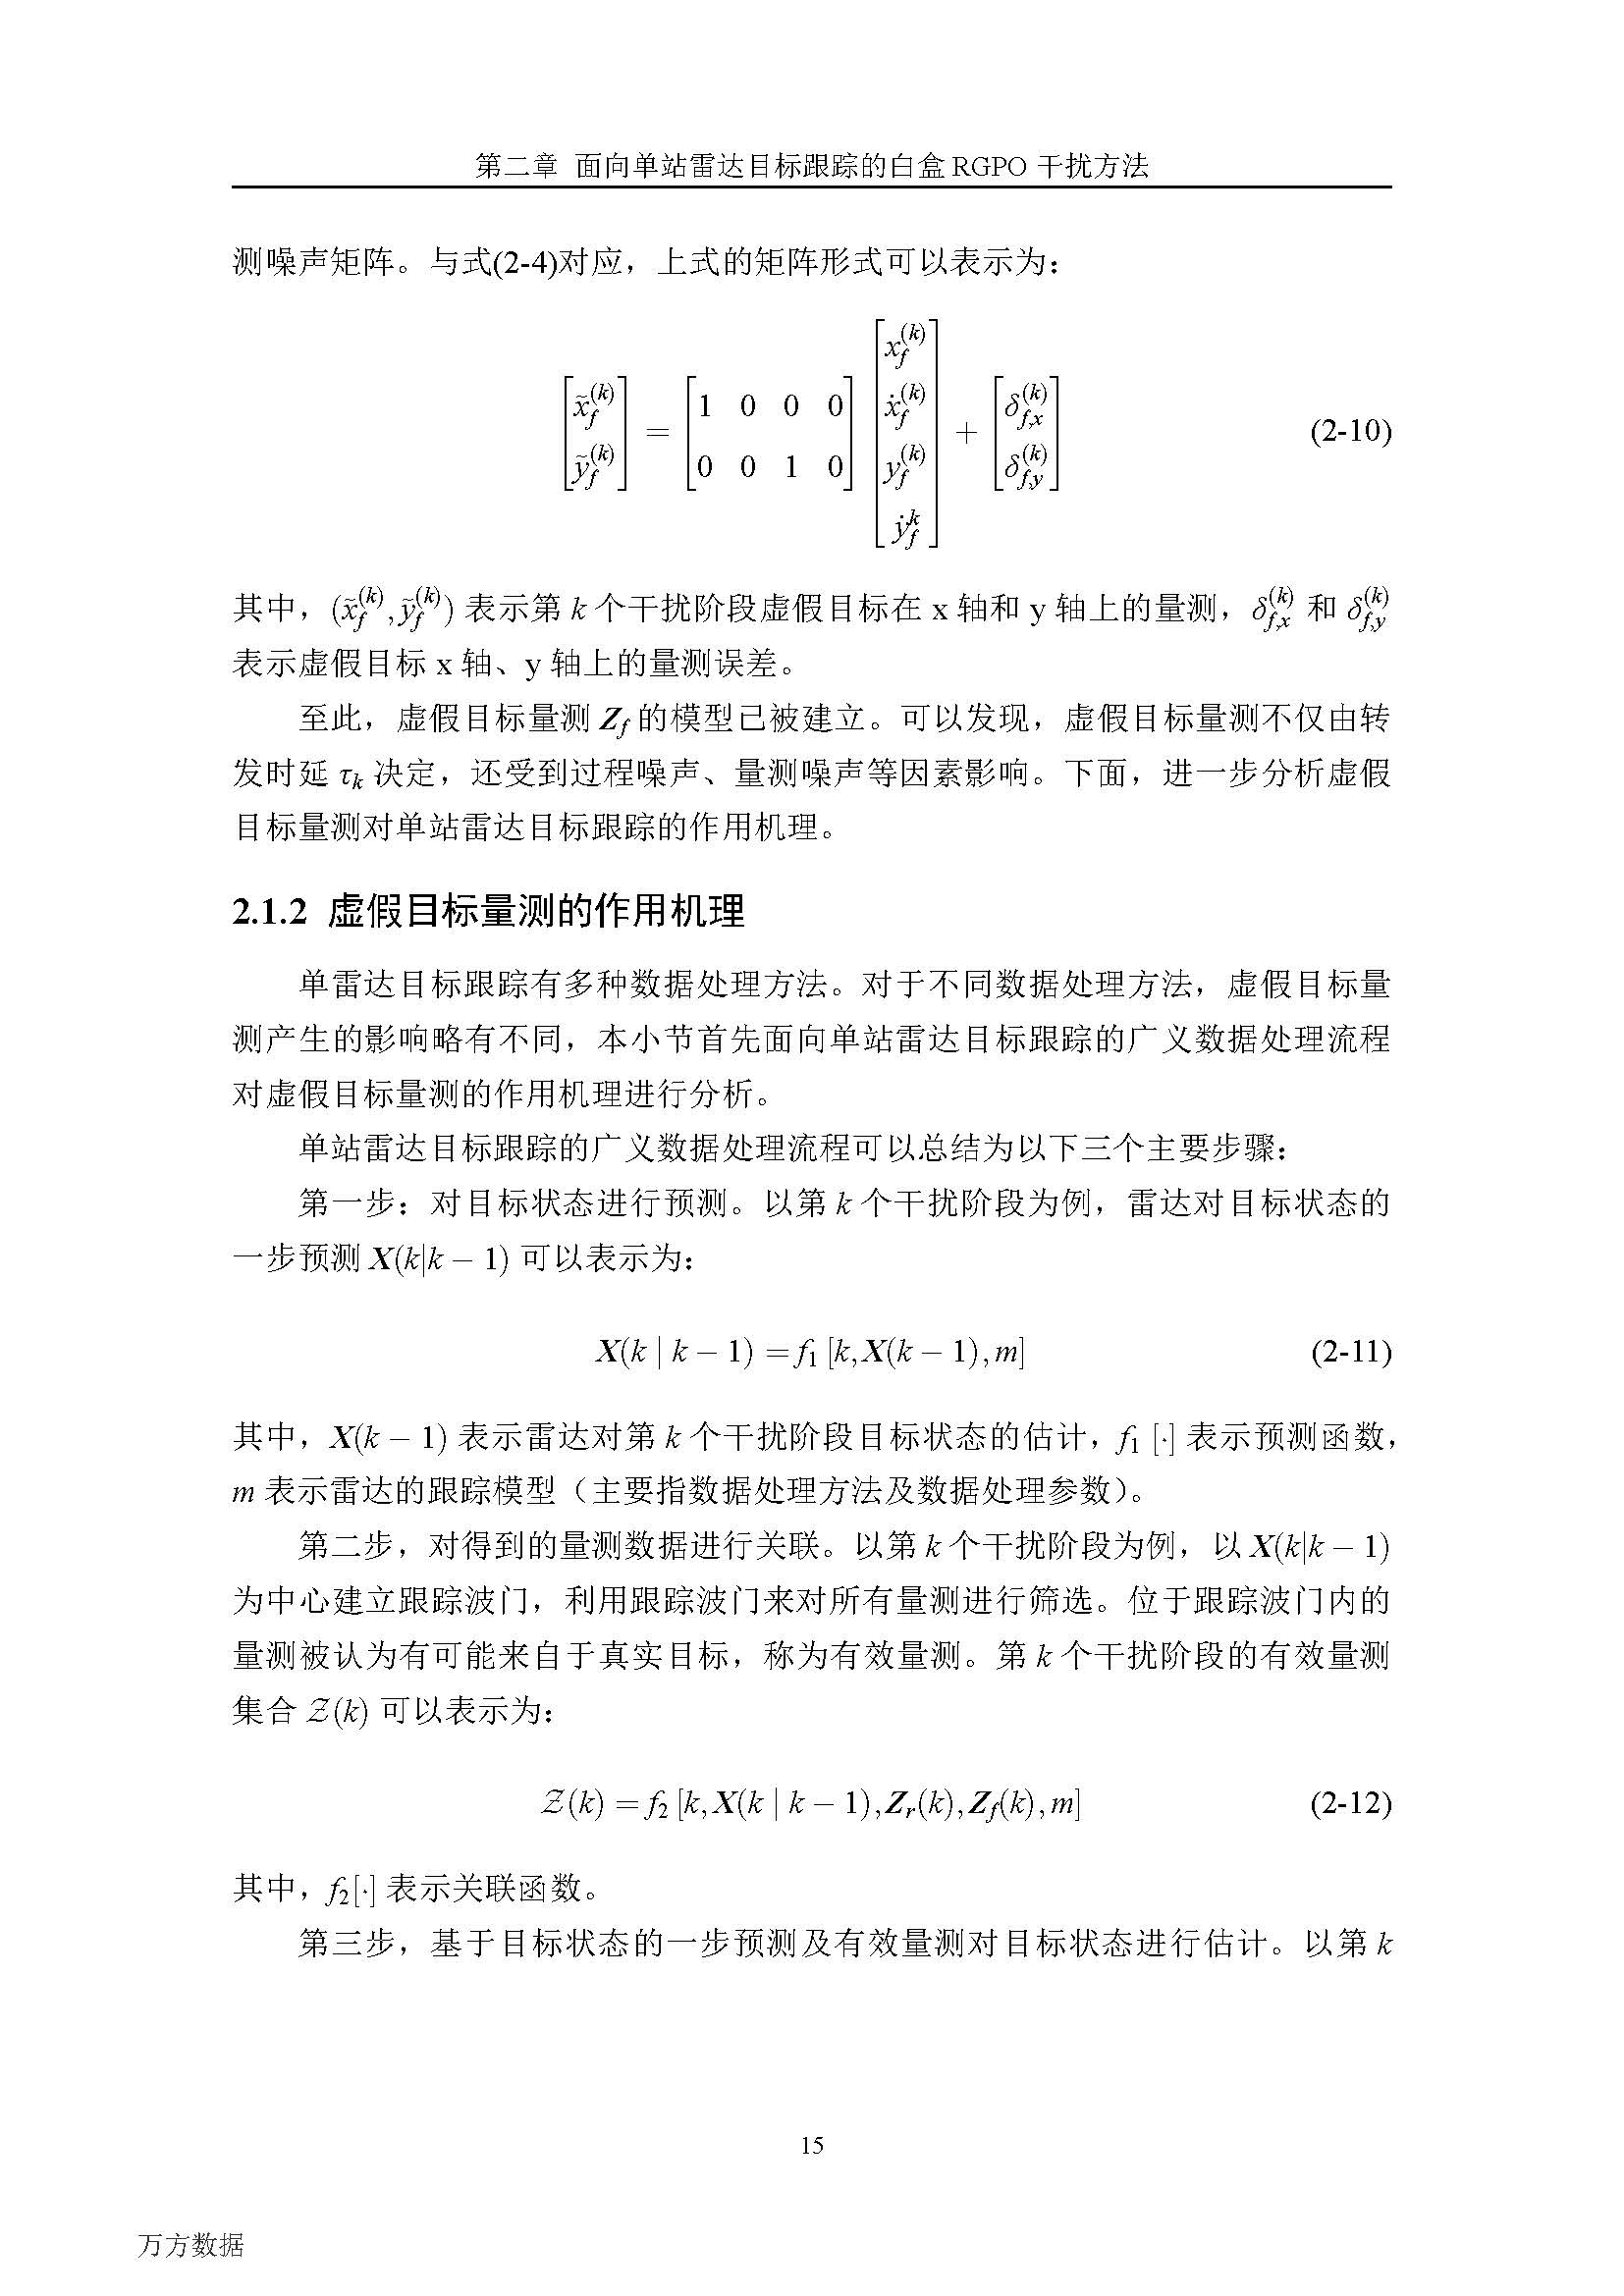 第二章 面向单站雷达目标跟踪的白盒 RGPO 干扰方法
测噪声矩阵。与式(2-4)对应，上式的矩阵形式可以表示为：
$$\begin{bmatrix} \tilde{x}_f^{(k)} \\ \tilde{y}_f^{(k)} \end{bmatrix} = \begin{bmatrix} 1 & 0 & 0 & 0 \\ 0 & 0 & 1 & 0 \end{bmatrix} \begin{bmatrix} x_f^{(k)} \\ \dot{x}_f^{(k)} \\ y_f^{(k)} \\ \dot{y}_f^{k} \end{bmatrix} + \begin{bmatrix} \delta_{f,x}^{(k)} \\ \delta_{f,y}^{(k)} \end{bmatrix}$$ (2-10)
其中，$(\tilde{x}_f^{(k)}, \tilde{y}_f^{(k)})$ 表示第 k 个干扰阶段虚假目标在 x 轴和 y 轴上的量测，$\delta_{f,x}^{(k)}$ 和 $\delta_{f,y}^{(k)}$
表示虚假目标 x 轴、y 轴上的量测误差。
至此，虚假目标量测 $Z_f$ 的模型已被建立。可以发现，虚假目标量测不仅由转
发时延 $\tau_k$ 决定，还受到过程噪声、量测噪声等因素影响。下面，进一步分析虚假
目标量测对单站雷达目标跟踪的作用机理。
2.1.2 虚假目标量测的作用机理
单雷达目标跟踪有多种数据处理方法。对于不同数据处理方法，虚假目标量
测产生的影响略有不同，本小节首先面向单站雷达目标跟踪的广义数据处理流程
对虚假目标量测的作用机理进行分析。
单站雷达目标跟踪的广义数据处理流程可以总结为以下三个主要步骤：
第一步：对目标状态进行预测。以第 k 个干扰阶段为例，雷达对目标状态的
一步预测 X(k|k − 1) 可以表示为：
$$X(k \mid k-1) = f_1[k, X(k-1), m]$$ (2-11)
其中，X(k − 1) 表示雷达对第 k 个干扰阶段目标状态的估计，$f_1[\cdot]$ 表示预测函数，
m 表示雷达的跟踪模型（主要指数据处理方法及数据处理参数）。
第二步，对得到的量测数据进行关联。以第 k 个干扰阶段为例，以 X(k|k − 1)
为中心建立跟踪波门，利用跟踪波门来对所有量测进行筛选。位于跟踪波门内的
量测被认为有可能来自于真实目标，称为有效量测。第 k 个干扰阶段的有效量测
集合 $\mathcal{Z}(k)$ 可以表示为：
$$\mathcal{Z}(k) = f_2[k, X(k \mid k-1), Z_r(k), Z_f(k), m]$$ (2-12)
其中，$f_2[\cdot]$ 表示关联函数。
第三步，基于目标状态的一步预测及有效量测对目标状态进行估计。以第 k
15
万方数据